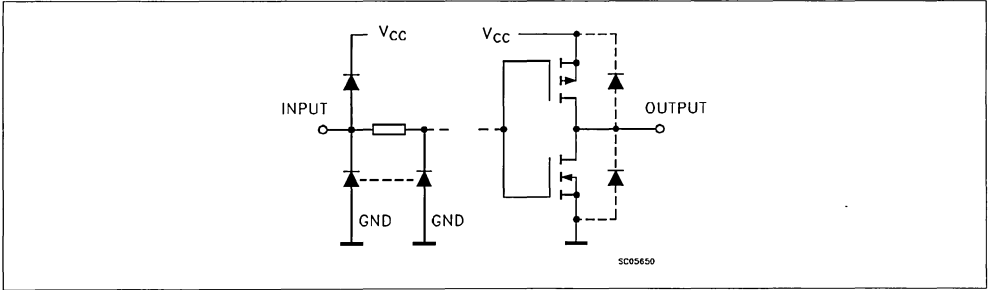 VCC
VCC
INPUT
OUTPUT
GND
GND
SC05650